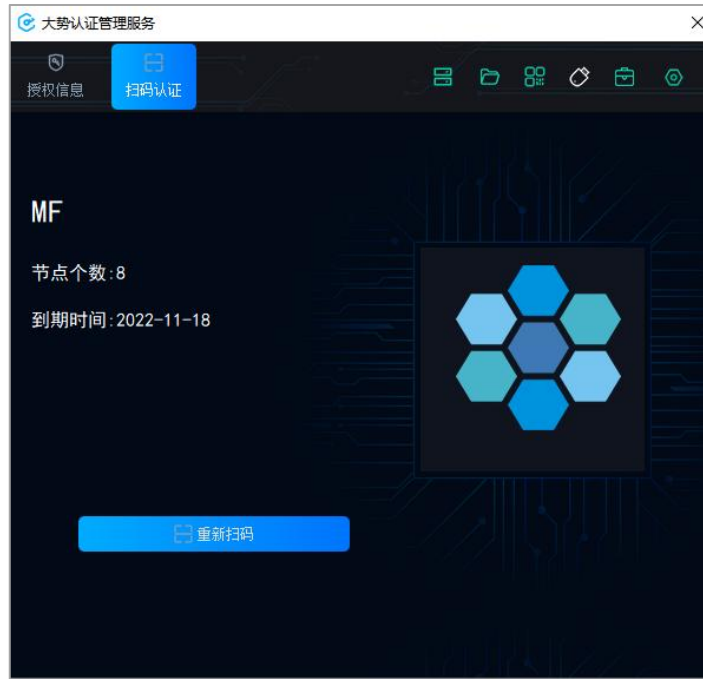 大势认证管理服务
授权信息
扫码认证
MF
节点个数:8
到期时间:2022-11-18
重新扫码